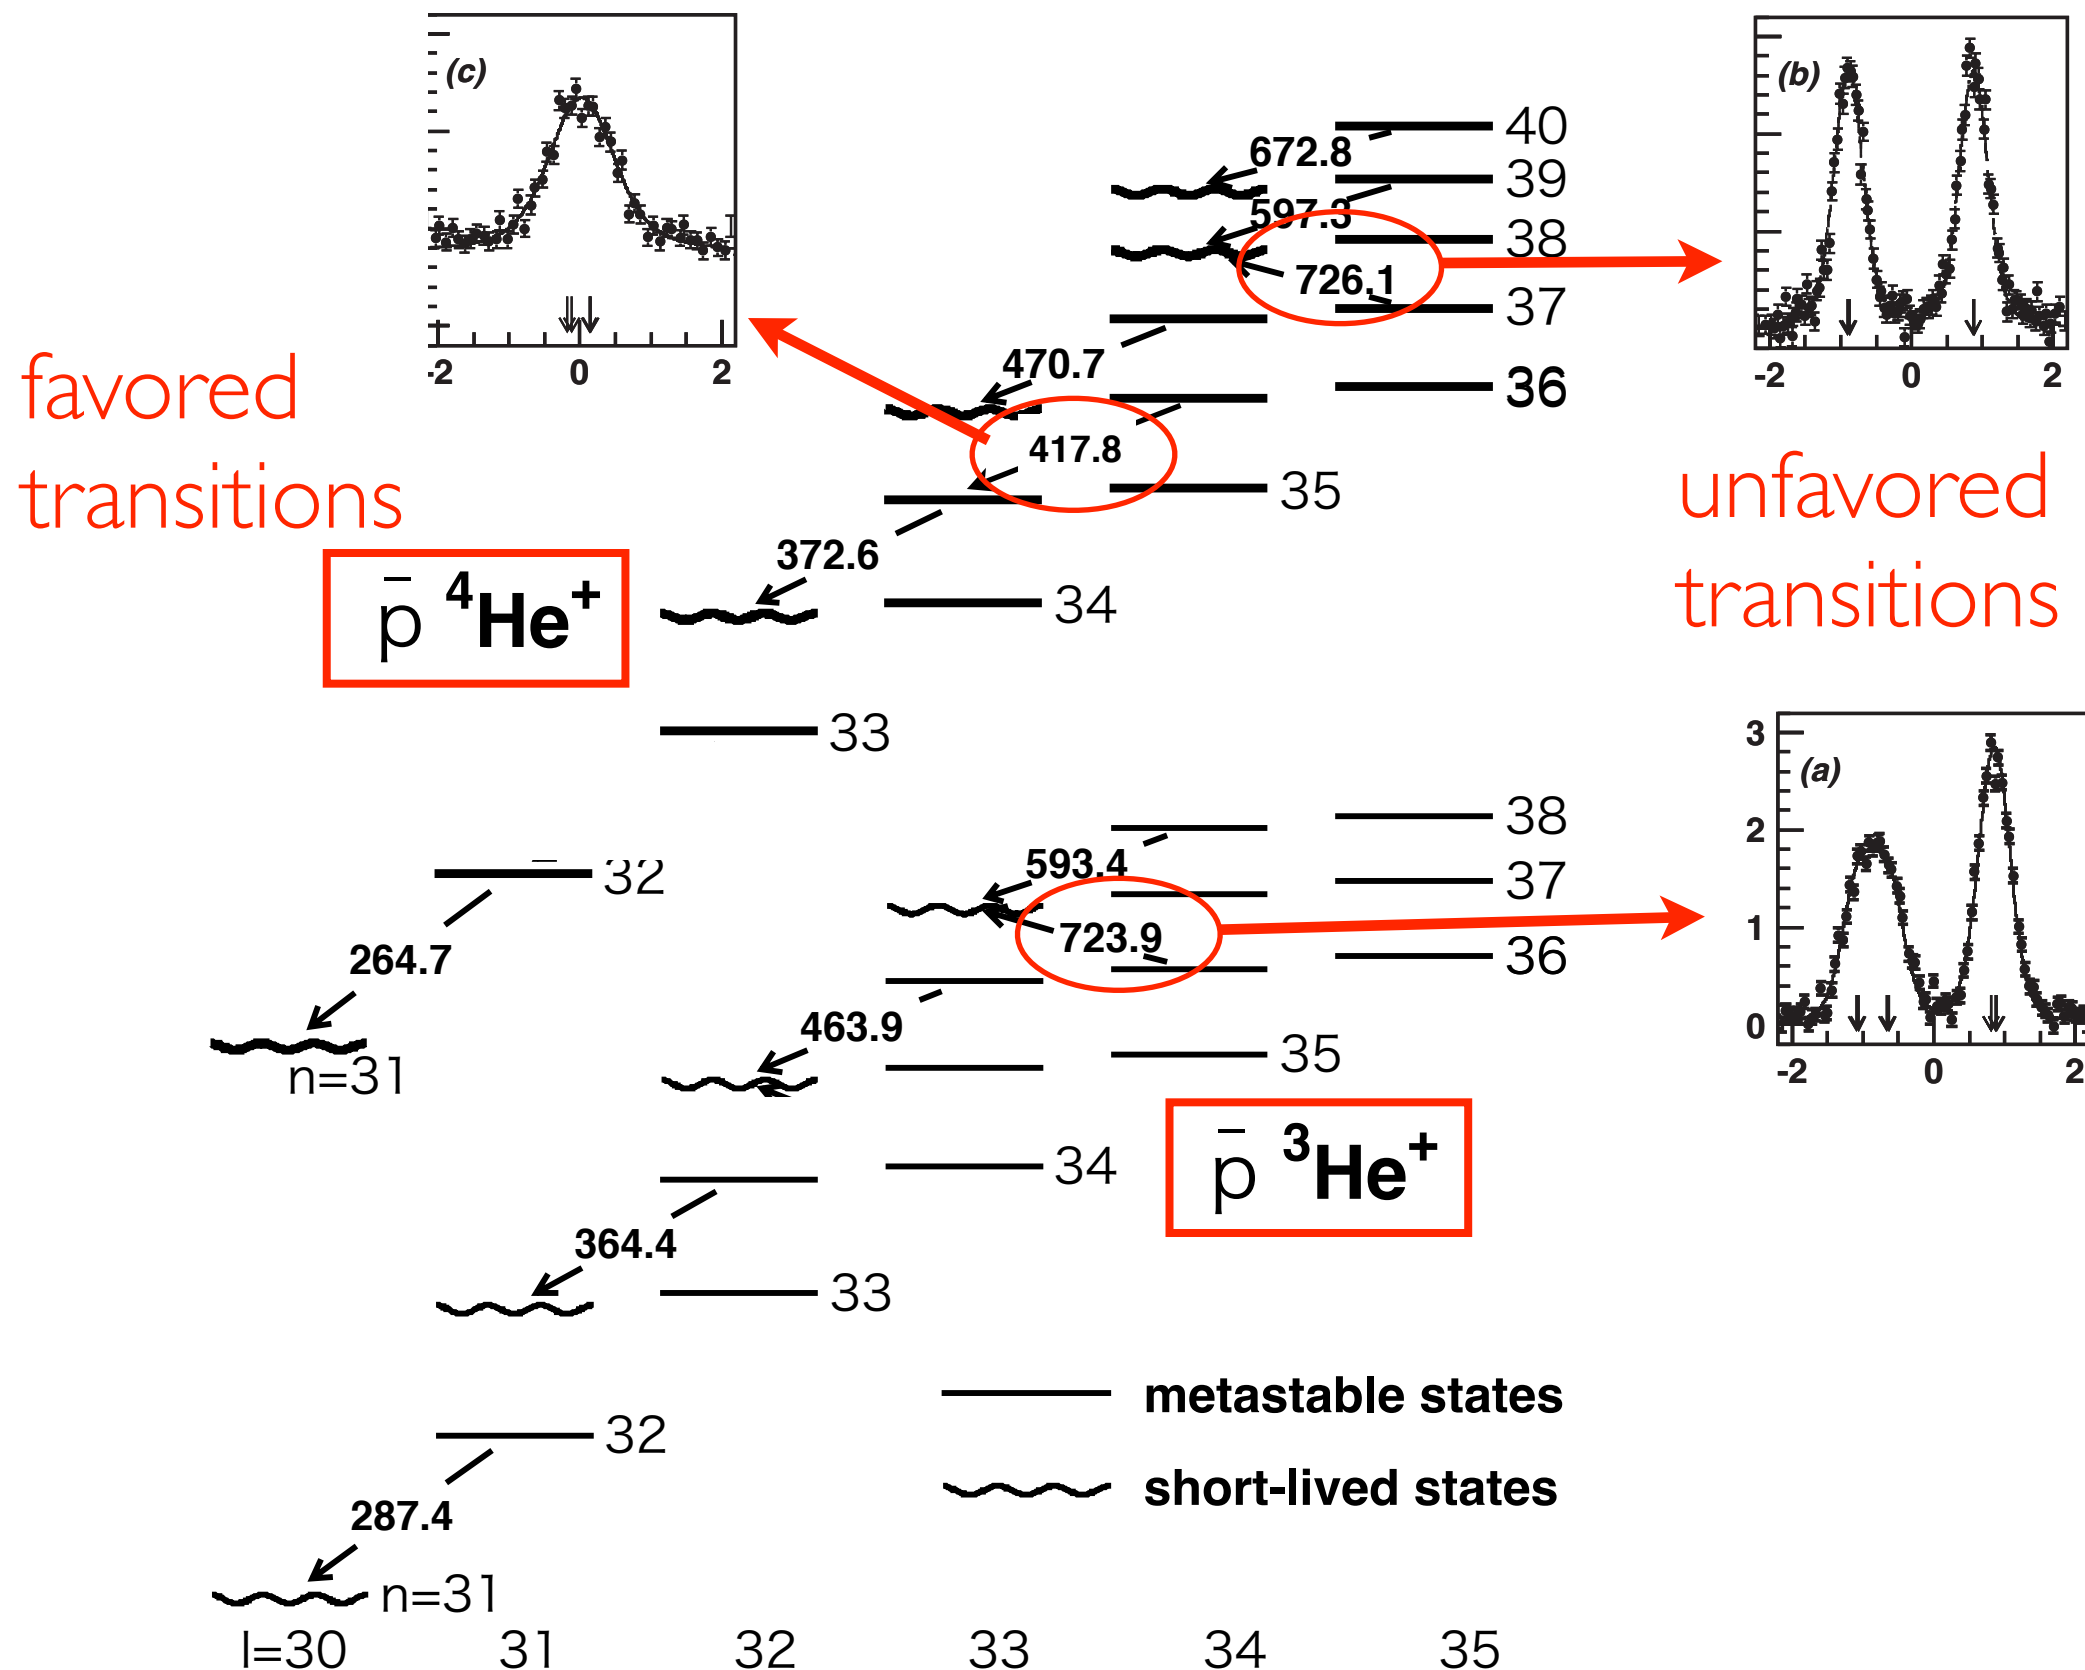 (c)
-2 0 2
(b)
-2 0 2
favored
transitions
unfavored
transitions
672.8
40
39
597.3
38
726.1
37
470.7
36
417.8
35
372.6
34
p̄ ⁴He⁺
33
32
264.7
n=31
(a)
3
2
1
0
-2 0 2
38
593.4
37
723.9
36
463.9
35
34
p̄ ³He⁺
364.4
33
metastable states
32
short-lived states
287.4
n=31
l=30 31 32 33 34 35